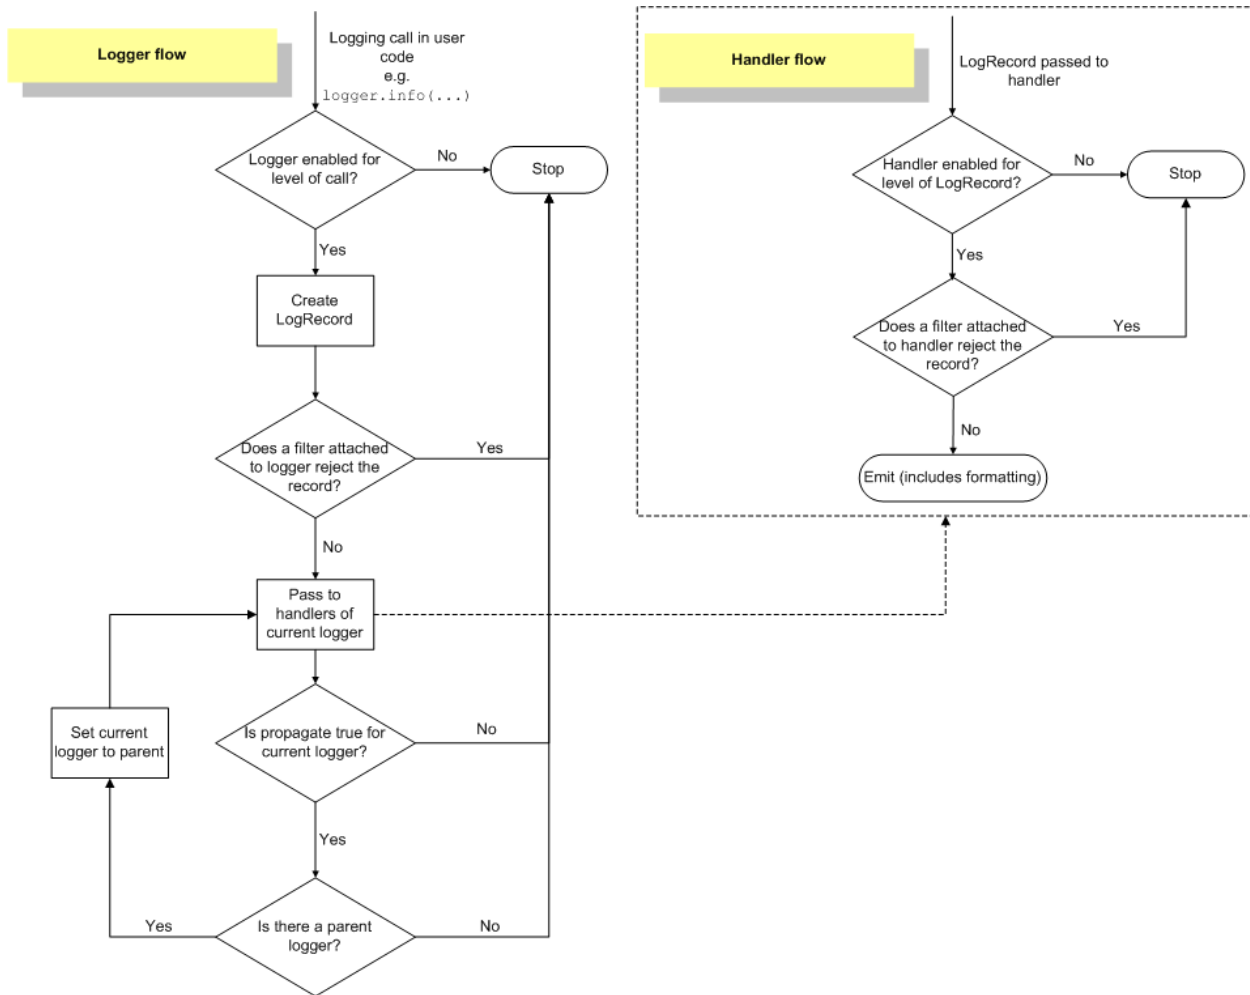 Logger flow
Logging call in user
code
e.g.
logger.info(...)
Logger enabled for
level of call?
No
Stop
Yes
Create
LogRecord
Does a filter attached
to logger reject the
record?
Yes
No
Pass to
handlers of
current logger
Set current
logger to parent
Is propagate true for
current logger?
No
Yes
Is there a parent
logger?
Yes
No
Handler flow
LogRecord passed to
handler
Handler enabled for
level of LogRecord?
No
Stop
Yes
Does a filter attached
to handler reject the
record?
Yes
No
Emit (includes formatting)